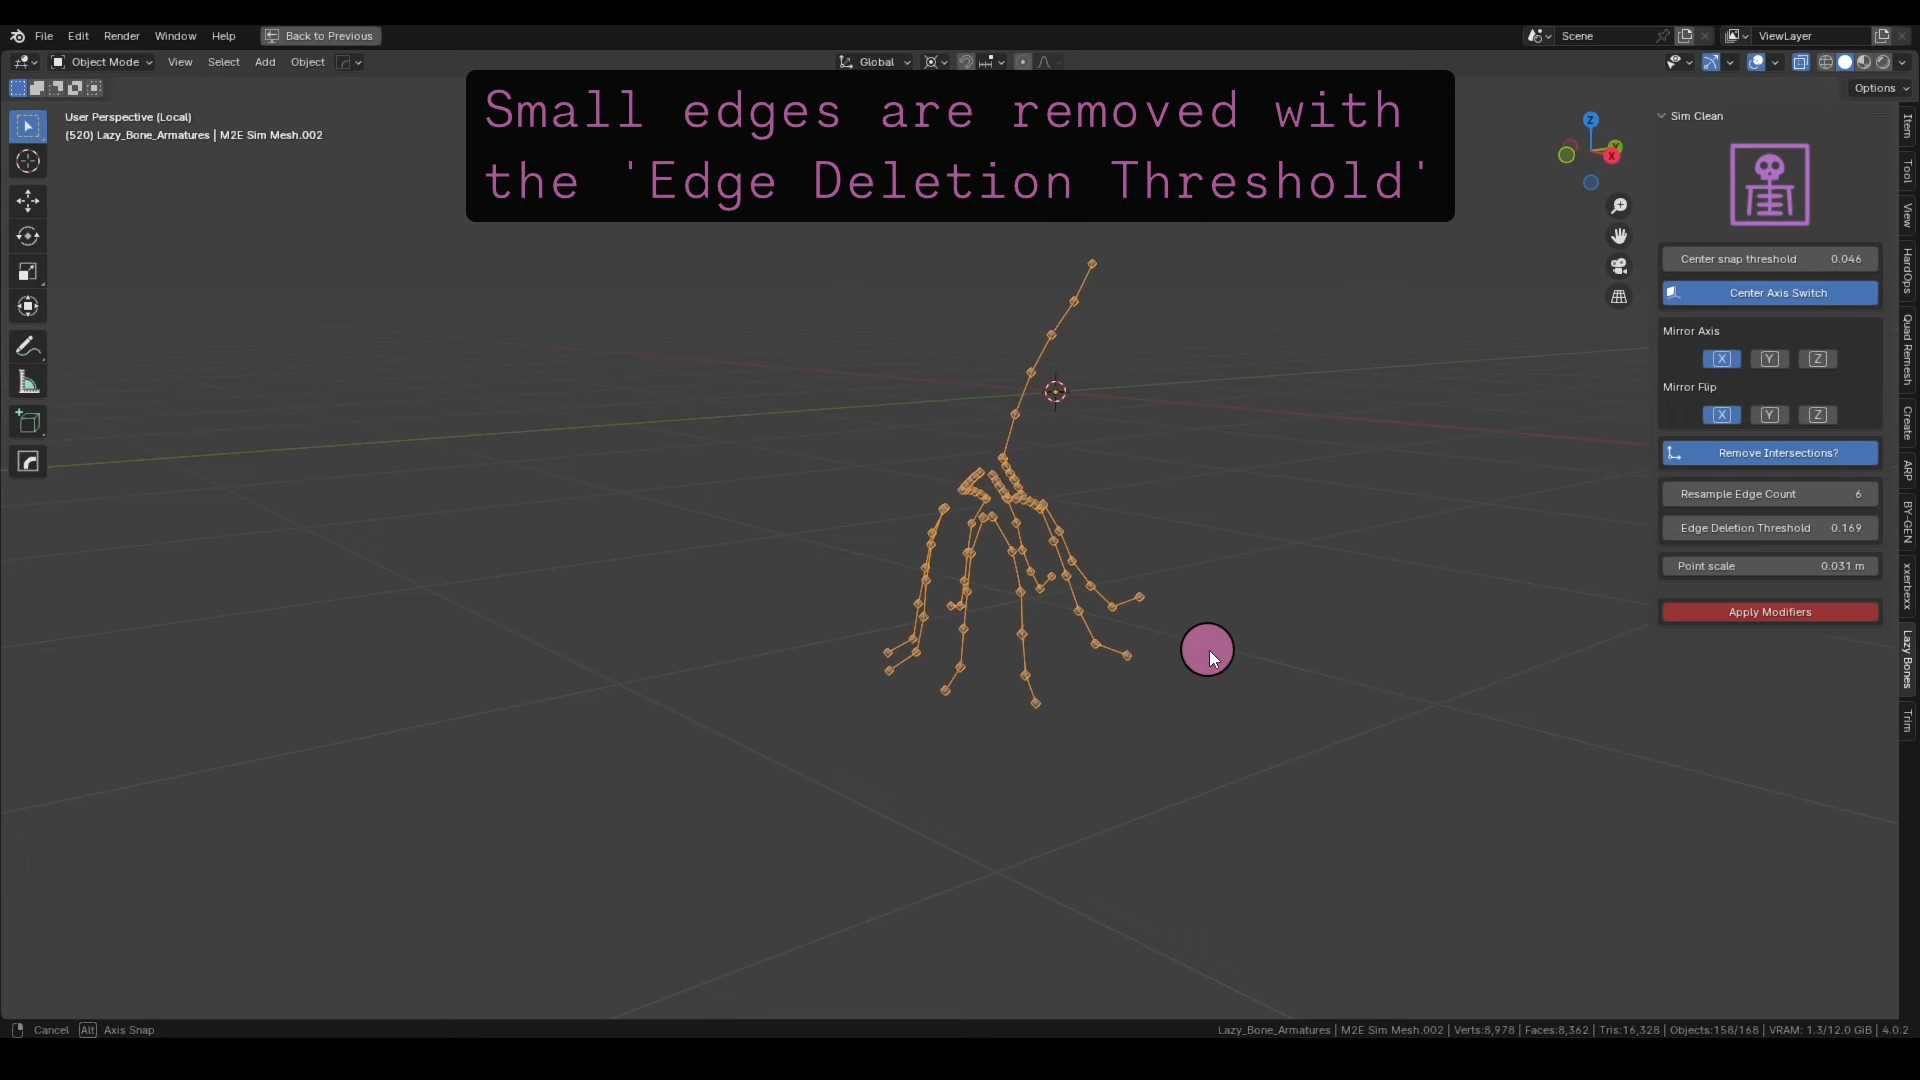 File Edit Render Window Help Back to Previous Scene ViewLayer
Object Mode View Select Add Object Global
Options
User Perspective (Local)
(520) Lazy_Bone_Armatures | M2E Sim Mesh.002
Small edges are removed with
the 'Edge Deletion Threshold'
Z
Y
X
Sim Clean
Center snap threshold 0.046
Center Axis Switch
Mirror Axis
X Y Z
Mirror Flip
X Y Z
Remove Intersections?
Resample Edge Count 6
Edge Deletion Threshold 0.169
Point scale 0.031 m
Apply Modifiers
Item
Tool
View
HardOps
Quad Remesh
Create
ARP
BY-GEN
xxerbexx
Lazy Bones
Trim
Cancel Alt Axis Snap
Lazy_Bone_Armatures | M2E Sim Mesh.002 | Verts:8,978 | Faces:8,362 | Tris:16,328 | Objects:158/168 | VRAM: 1.3/12.0 GiB | 4.0.2